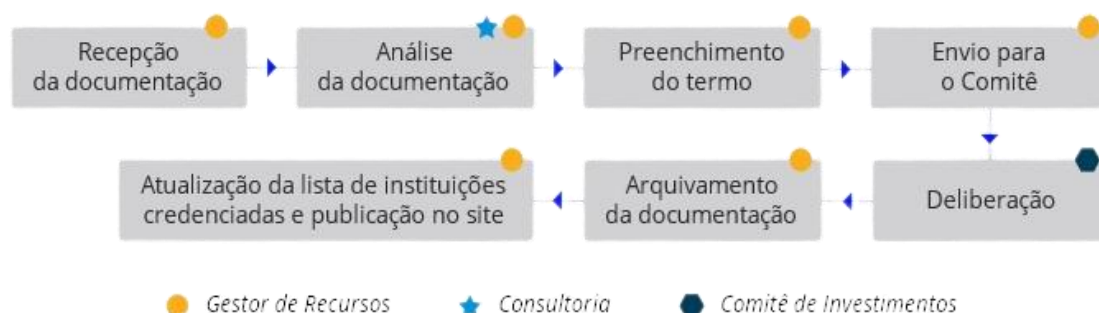 Recepção
da documentação
Análise
da documentação
Preenchimento
do termo
Envio para
o Comitê
Deliberação
Arquivamento
da documentação
Atualização da lista de instituições
credenciadas e publicação no site
Gestor de Recursos
Consultoria
Comitê de Investimentos